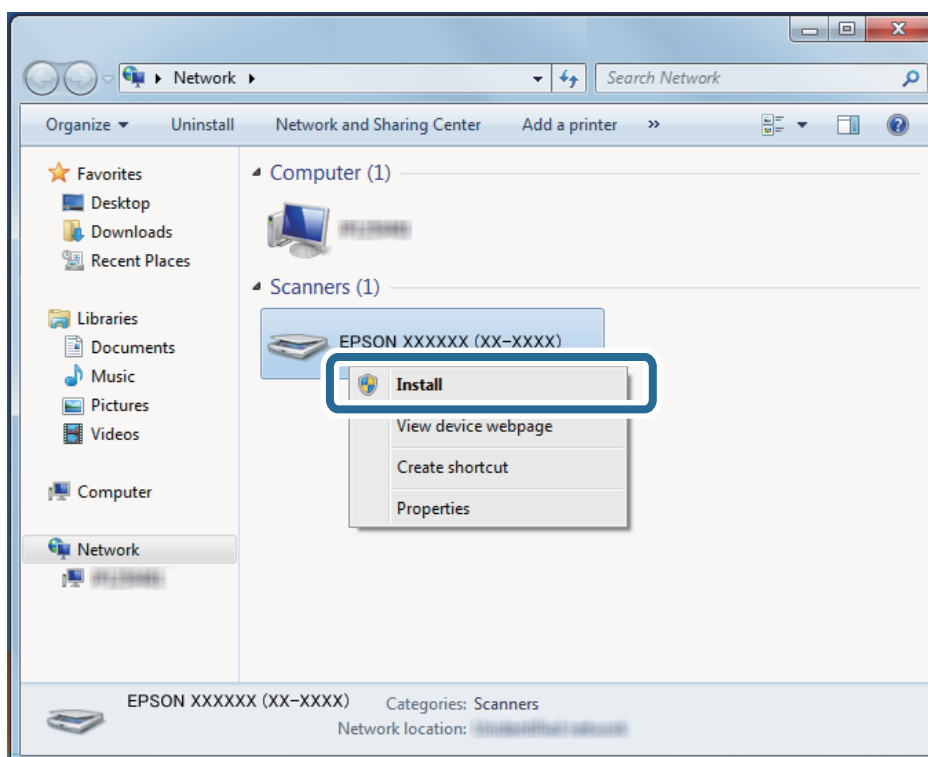 Network
Search Network
Organize
Uninstall
Network and Sharing Center
Add a printer
»
Favorites
Desktop
Downloads
Recent Places
Libraries
Documents
Music
Pictures
Videos
Computer
Network
Computer (1)
Scanners (1)
EPSON XXXXXX (XX-XXXX)
Install
View device webpage
Create shortcut
Properties
EPSON XXXXXX (XX-XXXX)
Categories: Scanners
Network location: